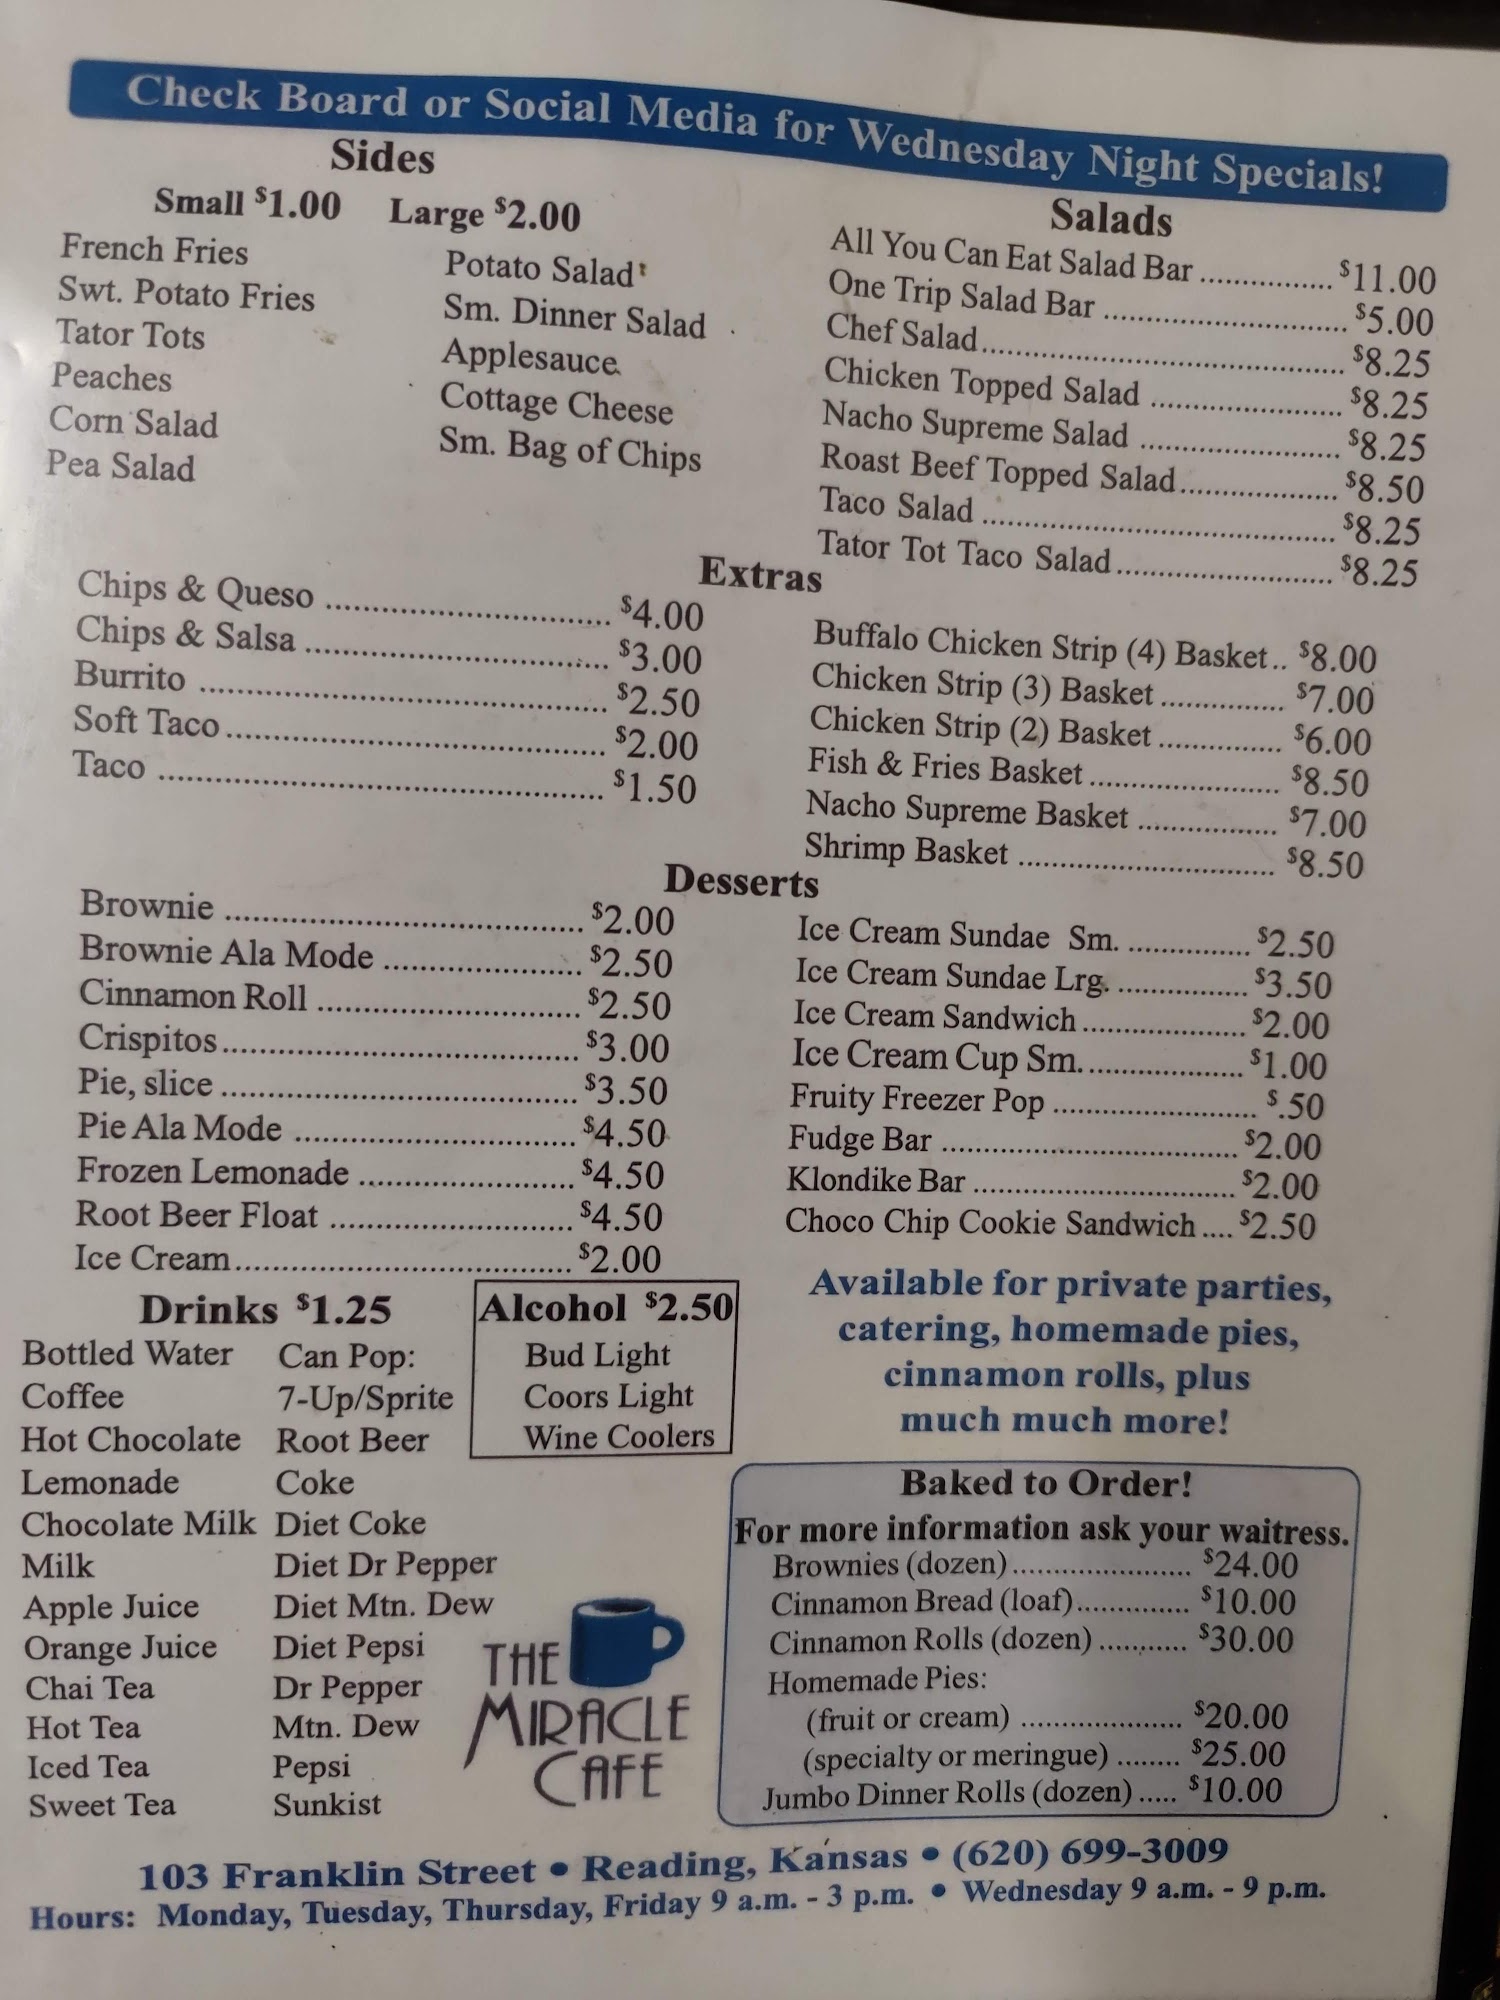 Check Board or Social Media for Wednesday Night Specials!
Sides
Small $1.00 Large $2.00
French Fries
Swt. Potato Fries
Tator Tots
Peaches
Corn Salad
Pea Salad
Potato Salad
Sm. Dinner Salad
Applesauce
Cottage Cheese
Sm. Bag of Chips
Salads
All You Can Eat Salad Bar ................ $11.00
One Trip Salad Bar ............................. $5.00
Chef Salad............................................ $8.25
Chicken Topped Salad ....................... $8.25
Nacho Supreme Salad ........................ $8.25
Roast Beef Topped Salad................... $8.50
Taco Salad ........................................... $8.25
Tator Tot Taco Salad.......................... $8.25
Extras
Chips & Queso .................................. $4.00
Chips & Salsa .................................... $3.00
Burrito ................................................ $2.50
Soft Taco............................................. $2.00
Taco ..................................................... $1.50
Buffalo Chicken Strip (4) Basket.. $8.00
Chicken Strip (3) Basket ............... $7.00
Chicken Strip (2) Basket ............... $6.00
Fish & Fries Basket ....................... $8.50
Nacho Supreme Basket ................. $7.00
Shrimp Basket ............................... $8.50
Desserts
Brownie ........................................... $2.00
Brownie Ala Mode ........................ $2.50
Cinnamon Roll ................................ $2.50
Crispitos........................................... $3.00
Pie, slice ........................................... $3.50
Pie Ala Mode .................................. $4.50
Frozen Lemonade .......................... $4.50
Root Beer Float ............................. $4.50
Ice Cream......................................... $2.00
Ice Cream Sundae Sm. ............... $2.50
Ice Cream Sundae Lrg. ................ $3.50
Ice Cream Sandwich .................... $2.00
Ice Cream Cup Sm.................... $1.00
Fruity Freezer Pop ......................... $.50
Fudge Bar ..................................... $2.00
Klondike Bar ................................ $2.00
Choco Chip Cookie Sandwich .... $2.50
Drinks $1.25
Bottled Water
Coffee
Hot Chocolate
Lemonade
Chocolate Milk
Milk
Apple Juice
Orange Juice
Chai Tea
Hot Tea
Iced Tea
Sweet Tea
Can Pop:
7-Up/Sprite
Root Beer
Coke
Diet Coke
Diet Dr Pepper
Diet Mtn. Dew
Diet Pepsi
Dr Pepper
Mtn. Dew
Pepsi
Sunkist
Alcohol $2.50
Bud Light
Coors Light
Wine Coolers
THE
MIRACLE
CAFE
Available for private parties,
catering, homemade pies,
cinnamon rolls, plus
much much more!
Baked to Order!
For more information ask your waitress.
Brownies (dozen)...................... $24.00
Cinnamon Bread (loaf).............. $10.00
Cinnamon Rolls (dozen) ........... $30.00
Homemade Pies:
(fruit or cream) .................... $20.00
(specialty or meringue) ........ $25.00
Jumbo Dinner Rolls (dozen) ..... $10.00
103 Franklin Street • Reading, Kansas • (620) 699-3009
Hours: Monday, Tuesday, Thursday, Friday 9 a.m. - 3 p.m. • Wednesday 9 a.m. - 9 p.m.